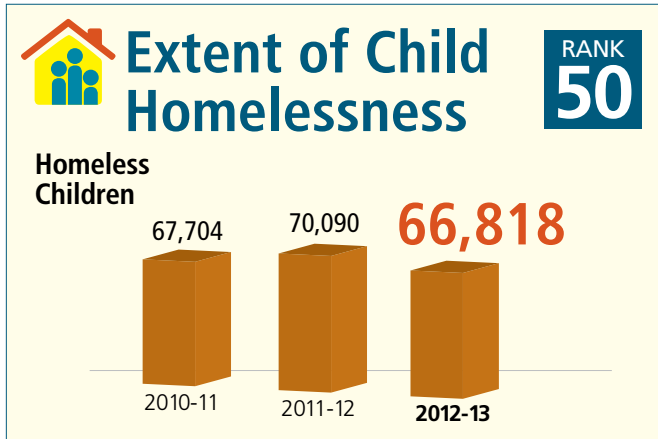 Extent of Child
Homelessness
RANK
50
Homeless
Children
67,704
70,090
66,818
2010-11
2011-12
2012-13